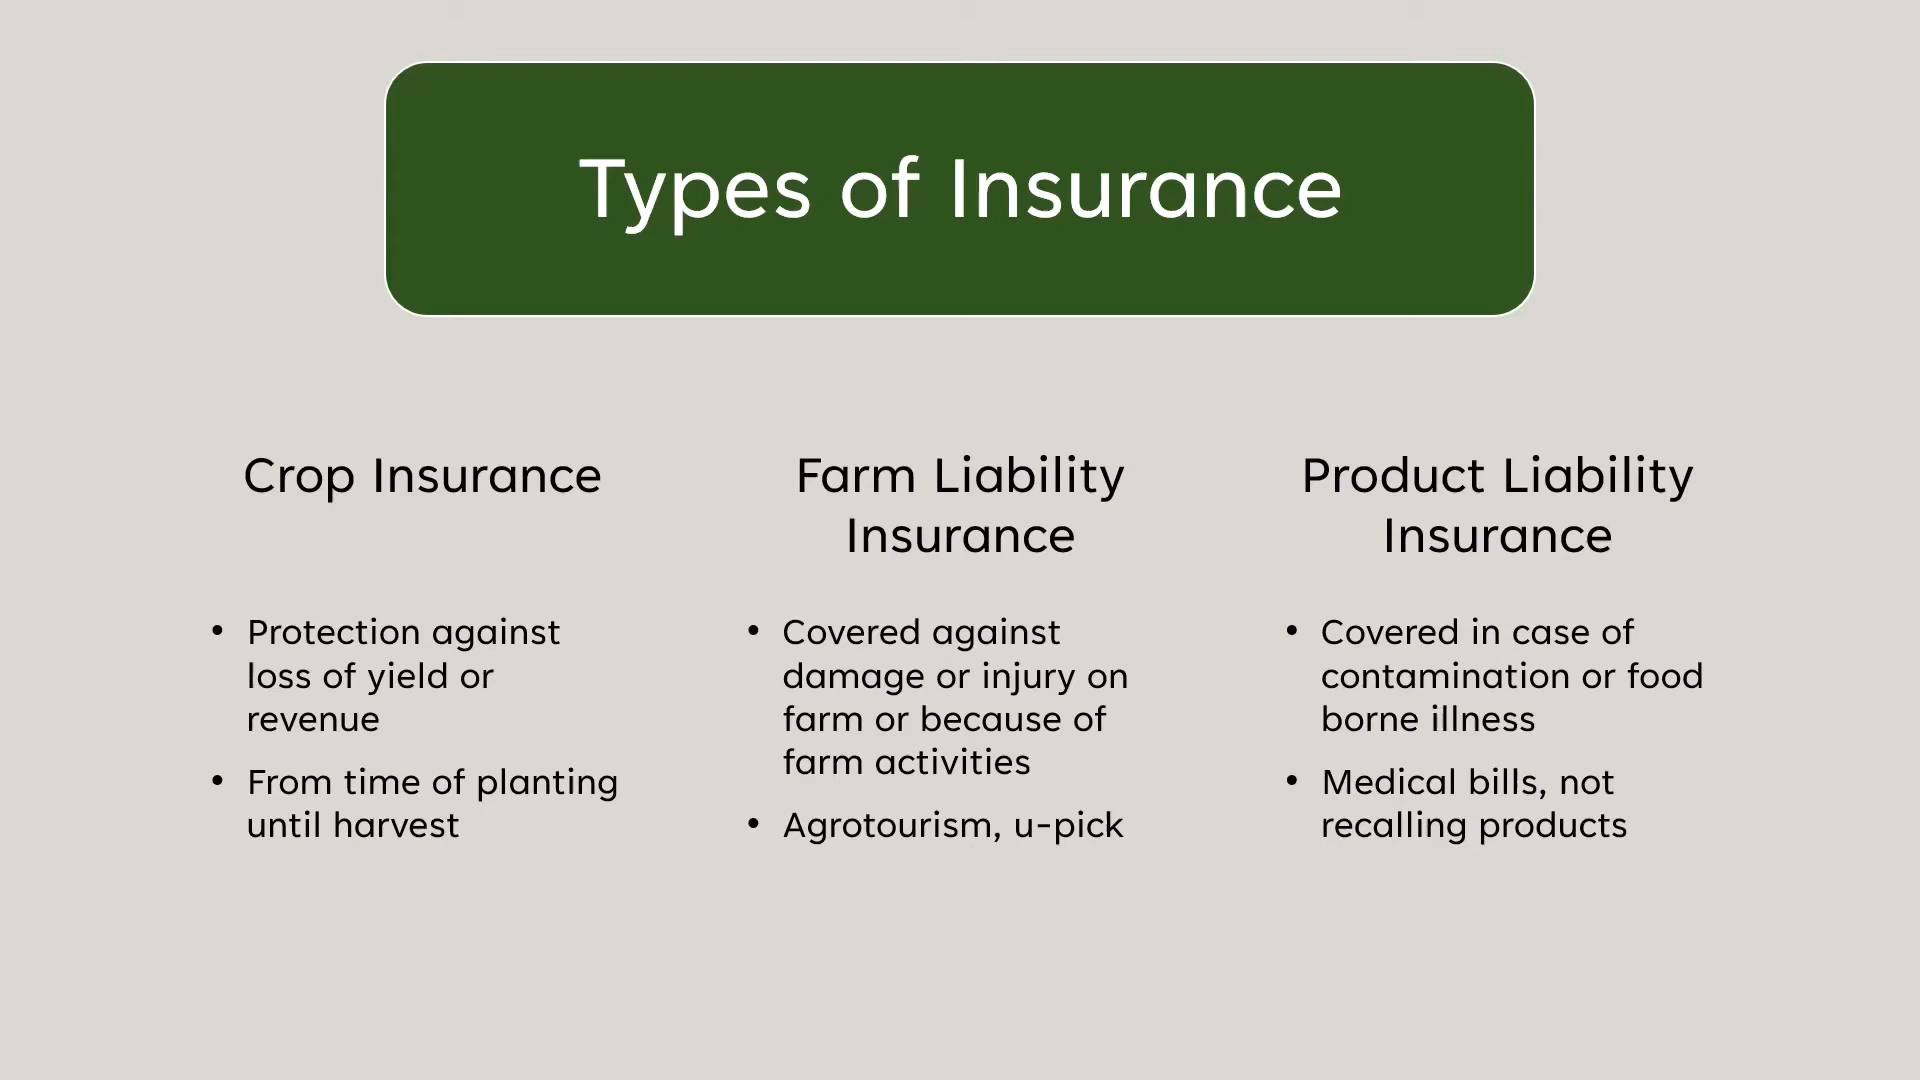 Types of Insurance
Crop Insurance
• Protection against
loss of yield or
revenue
• From time of planting
until harvest
Farm Liability
Insurance
• Covered against
damage or injury on
farm or because of
farm activities
• Agrotourism, u-pick
Product Liability
Insurance
• Covered in case of
contamination or food
borne illness
• Medical bills, not
recalling products